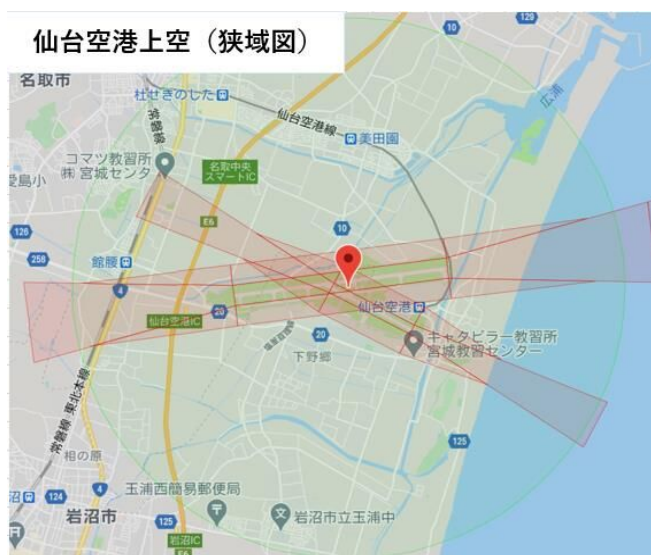 仙台空港上空（狭域図）
10
129
名取市
杜せきのした
仙台空港線
広浦
常磐線
美田園
コマツ教習所
㈱ 宮城センタ
愛島小
名取中央
スマートIC
E6
10
126
258
館腰
4
仙台空港IC
20
仙台空港
20
下野郷
キャタピラー教習所
宮城教習センター
常磐線 東北本線
125
相の原
4
玉浦西簡易郵便局
124
岩沼市
125
岩沼市立玉浦中
岩沼IC
E6